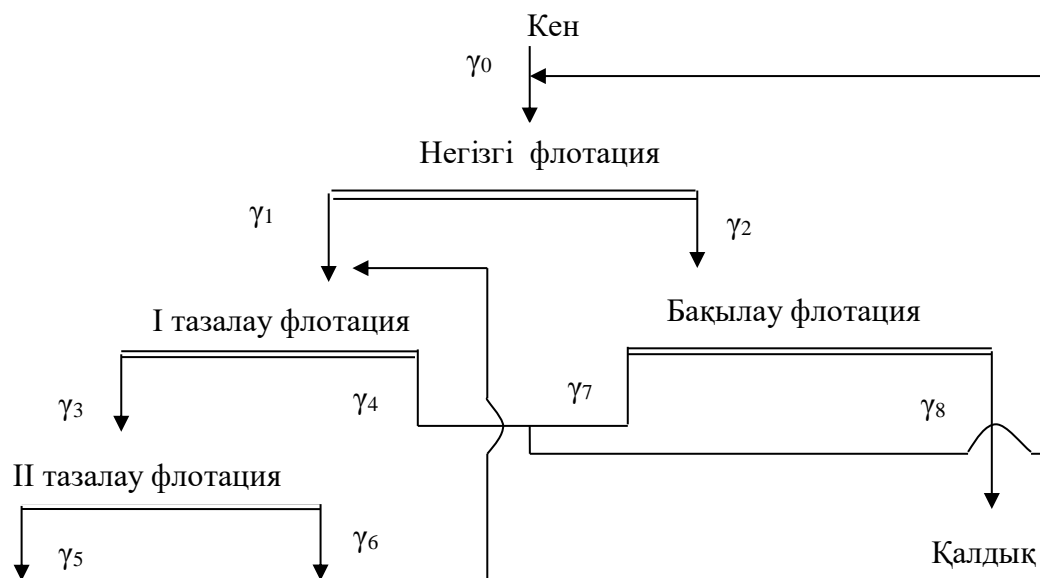 Кен
γ0
Негізгі флотация
γ1
γ2
I тазалау флотация
Бақылау флотация
γ3
γ4
γ7
γ8
II тазалау флотация
γ5
γ6
Қалдық